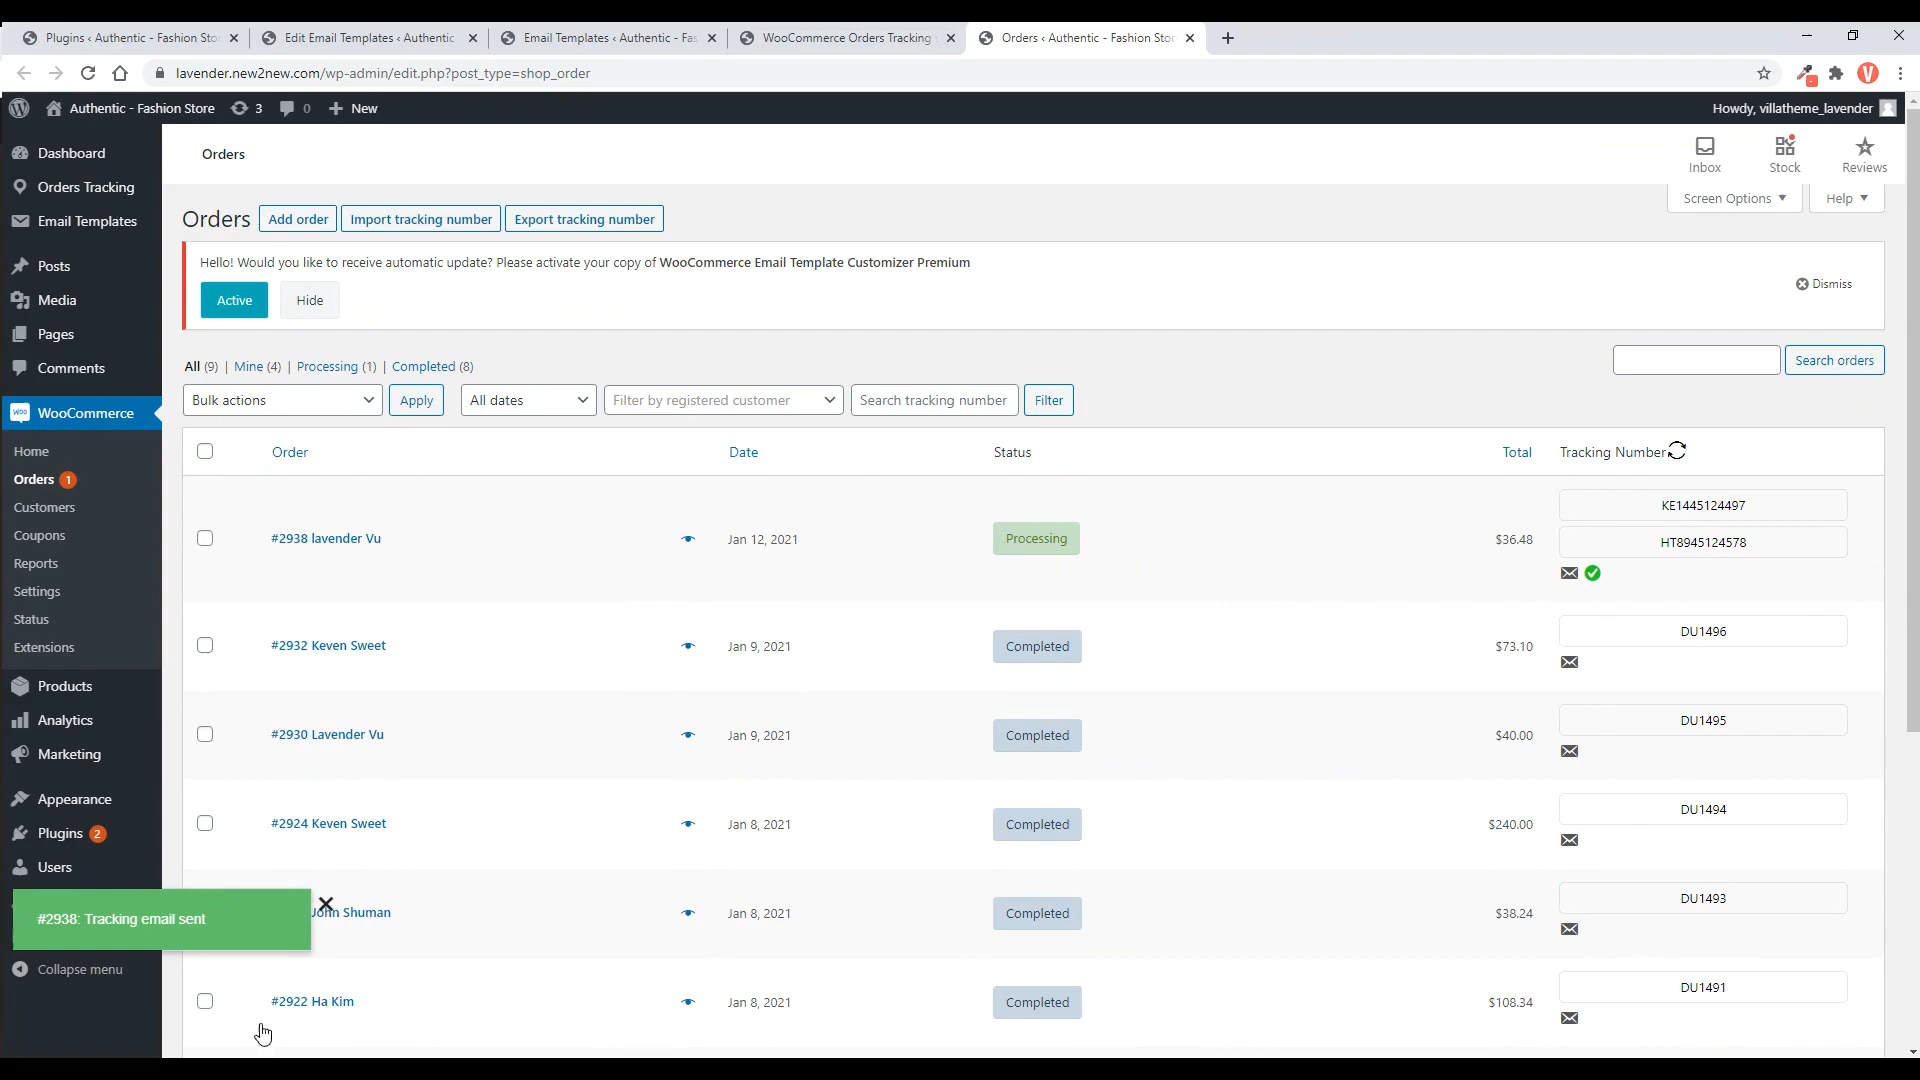 Plugins ‹ Authentic - Fashion Stor
Edit Email Templates ‹ Authentic
Email Templates ‹ Authentic - Fas
WooCommerce Orders Tracking
Orders ‹ Authentic - Fashion Stor
lavender.new2new.com/wp-admin/edit.php?post_type=shop_order
V
Authentic - Fashion Store 3 0 New
Howdy, villatheme_lavender
Dashboard
Orders Tracking
Email Templates
Posts
Media
Pages
Comments
Woo WooCommerce
Home
Orders 1
Customers
Coupons
Reports
Settings
Status
Extensions
Products
Analytics
Marketing
Appearance
Plugins 2
Users
#2938: Tracking email sent
Collapse menu
Orders
Inbox
Stock
Reviews
Screen Options
Help
Orders Add order Import tracking number Export tracking number
Hello! Would you like to receive automatic update? Please activate your copy of WooCommerce Email Template Customizer Premium
Active Hide
Dismiss
All (9) | Mine (4) | Processing (1) | Completed (8)
Search orders
Bulk actions Apply All dates Filter by registered customer Search tracking number Filter
Order Date Status Total Tracking Number
#2938 lavender Vu Jan 12, 2021 Processing $36.48 KE1445124497
HT8945124578
#2932 Keven Sweet Jan 9, 2021 Completed $73.10 DU1496
#2930 Lavender Vu Jan 9, 2021 Completed $40.00 DU1495
#2924 Keven Sweet Jan 8, 2021 Completed $240.00 DU1494
John Shuman Jan 8, 2021 Completed $38.24 DU1493
#2922 Ha Kim Jan 8, 2021 Completed $108.34 DU1491